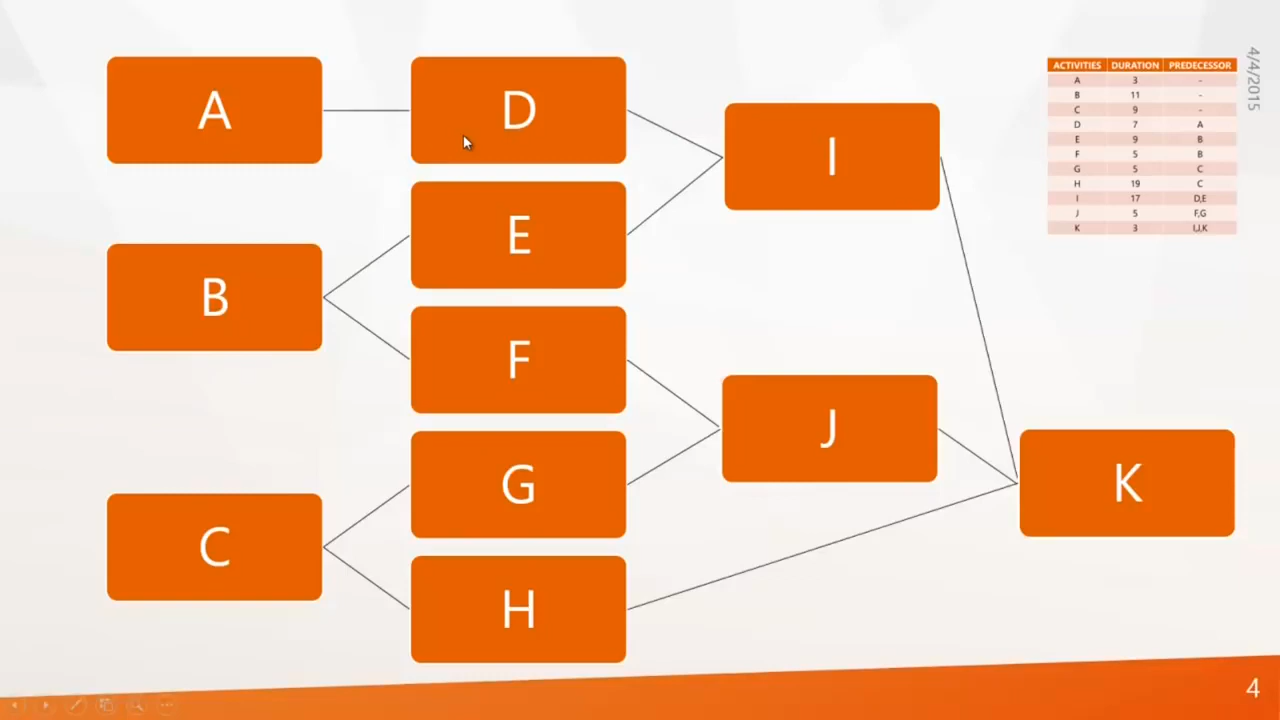 A
D
I
E
B
F
J
G
K
C
H
ACTIVITIES DURATION PREDECESSOR
A 3 -
B 11 -
C 9 -
D 7 A
E 9 B
F 5 B
G 5 C
H 19 C
I 17 D,E
J 5 F,G
K 3 I,J,K
4/4/2015
4